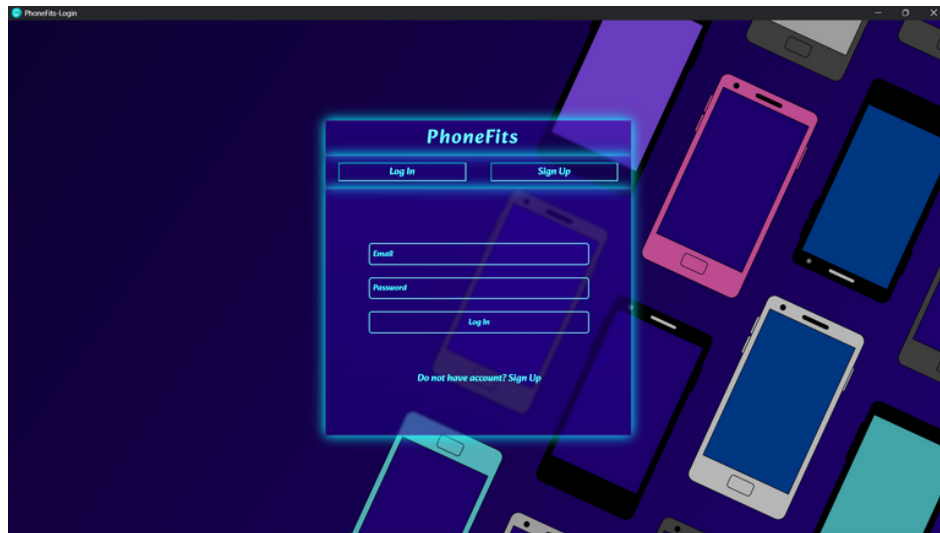 PhoneFits-Login
PhoneFits
Log In Sign Up
Email
Password
Log In
Do not have account? Sign Up